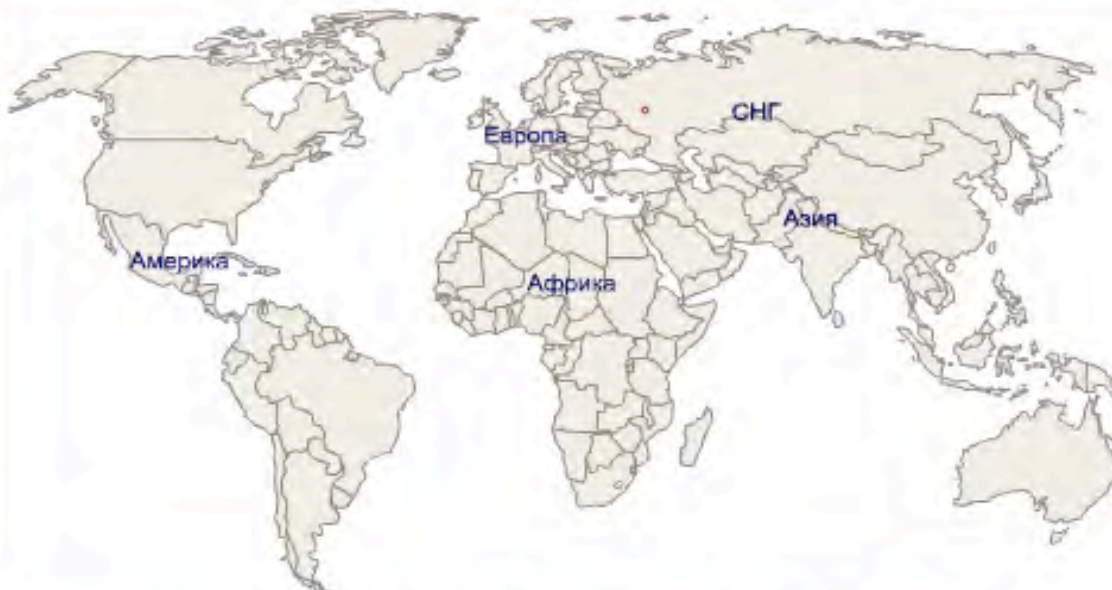 СНГ
Европа
Азия
Америка
Африка